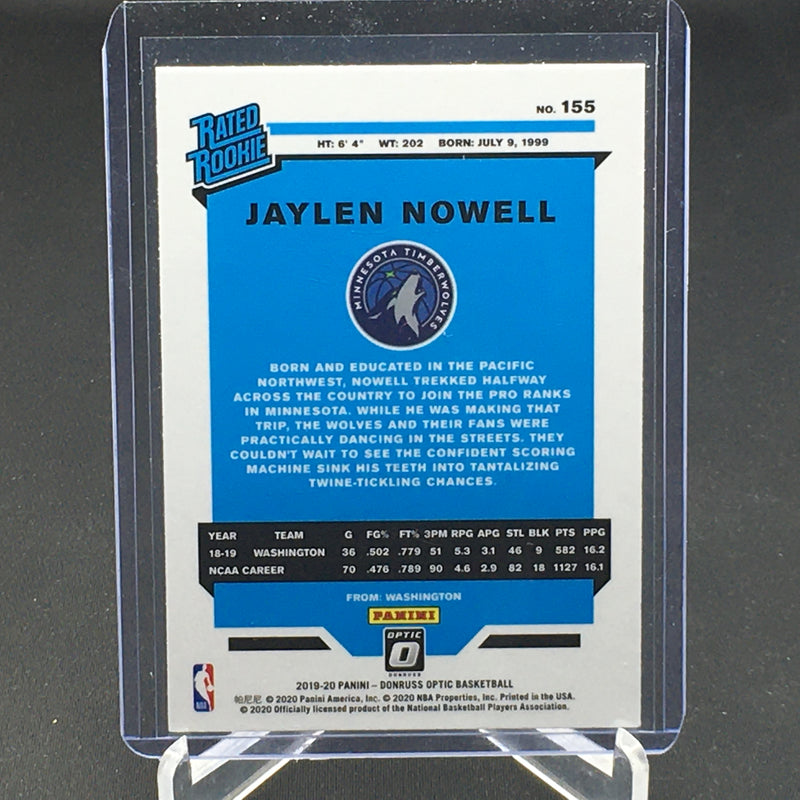 NO. 155
RATED
ROOKIE
HT: 6' 4" WT: 202 BORN: JULY 9, 1999
JAYLEN NOWELL
MINNESOTA TIMBERWOLVES
BORN AND EDUCATED IN THE PACIFIC
NORTHWEST, NOWELL TREKKED HALFWAY
ACROSS THE COUNTRY TO JOIN THE PRO RANKS
IN MINNESOTA. WHILE HE WAS MAKING THAT
TRIP, THE WOLVES AND THEIR FANS WERE
PRACTICALLY DANCING IN THE STREETS. THEY
COULDN'T WAIT TO SEE THE CONFIDENT SCORING
MACHINE SINK HIS TEETH INTO TANTALIZING
TWINE-TICKLING CHANCES.
YEAR TEAM G FG% FT% 3PM RPG APG STL BLK PTS PPG
18-19 WASHINGTON 36 .502 .779 51 5.3 3.1 46 9 582 16.2
NCAA CAREER 70 .476 .789 90 4.6 2.9 82 18 1127 16.1
FROM: WASHINGTON
PANINI
OPTIC
O
DONRUSS
NBA
2019-20 PANINI – DONRUSS OPTIC BASKETBALL
帕尼尼 © 2020 Panini America, Inc. © 2020 NBA Properties, Inc. Printed in the USA.
© 2020 Officially licensed product of the National Basketball Players Association.